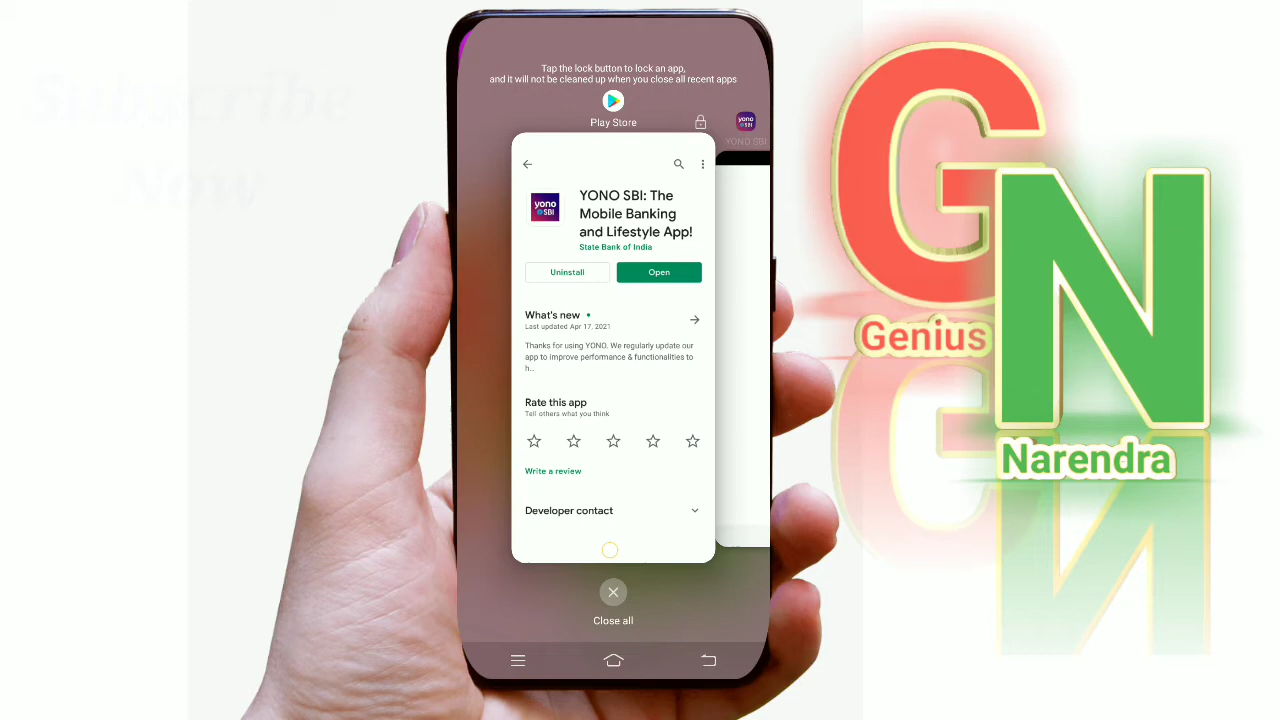 Subscribe
Now
Tap the lock button to lock an app,
and it will not be cleaned up when you close all recent apps
Play Store
yono
SBI
YONO SBI
YONO SBI: The
Mobile Banking
and Lifestyle App!
State Bank of India
yono
SBI
Uninstall
Open
What's new
Last updated Apr 17, 2021
Thanks for using YONO. We regularly update our
app to improve performance & functionalities to
h..
Rate this app
Tell others what you think
Write a review
Developer contact
Close all
G
Genius
N
Narendra